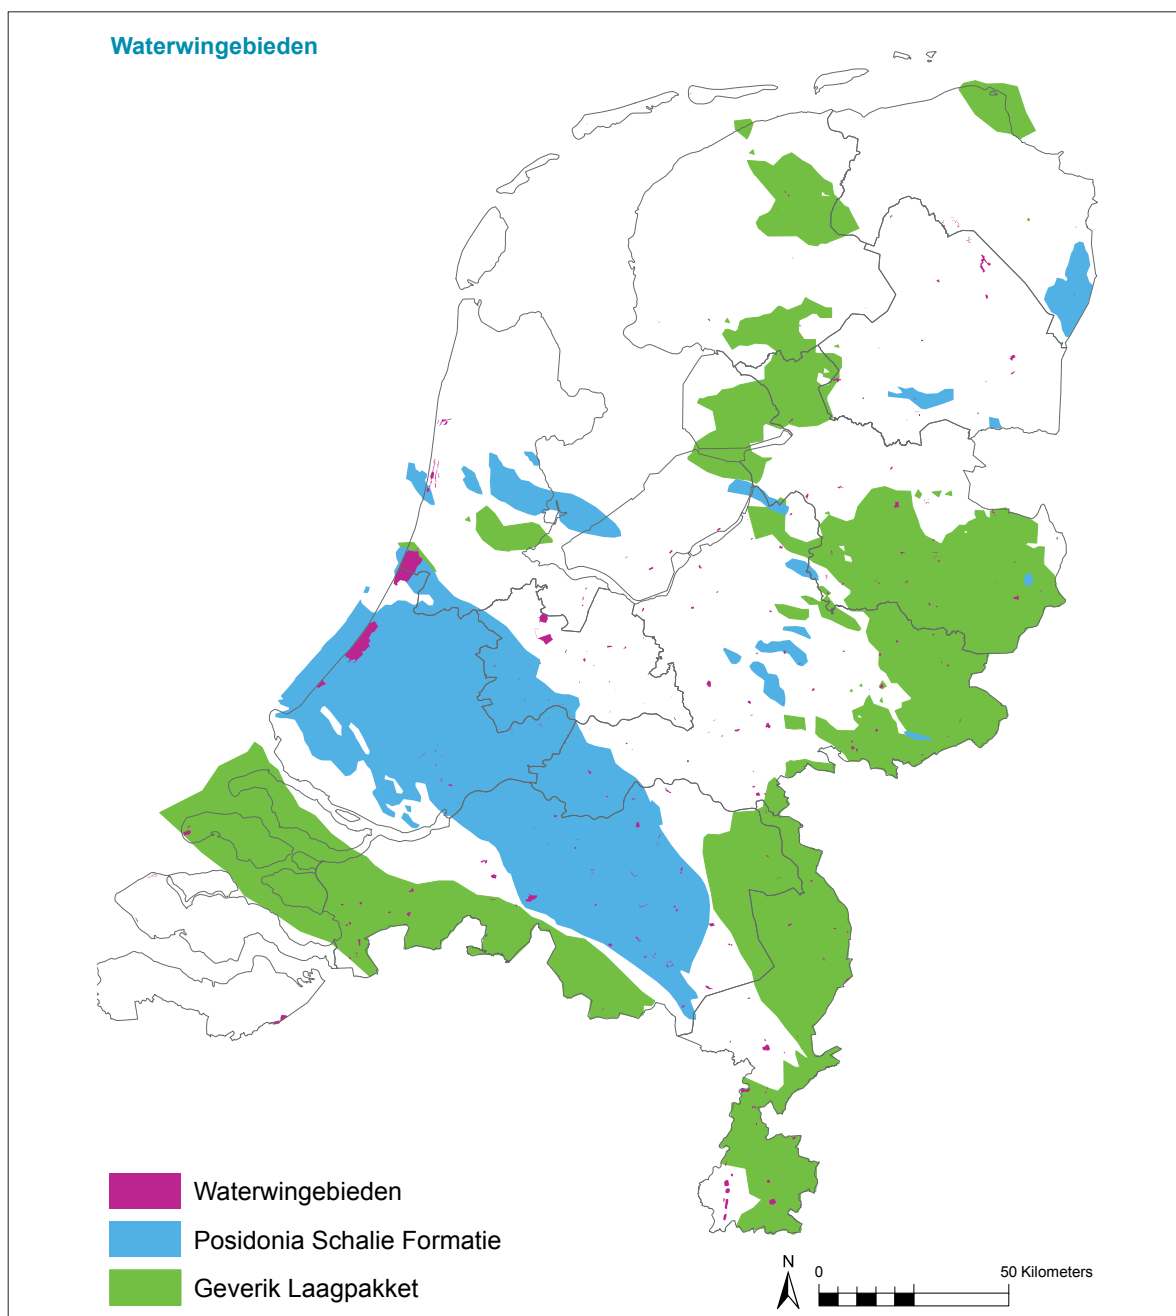 Waterwingebieden
Waterwingebieden
Posidonia Schalie Formatie
Geverik Laagpakket
N
0 50 Kilometers